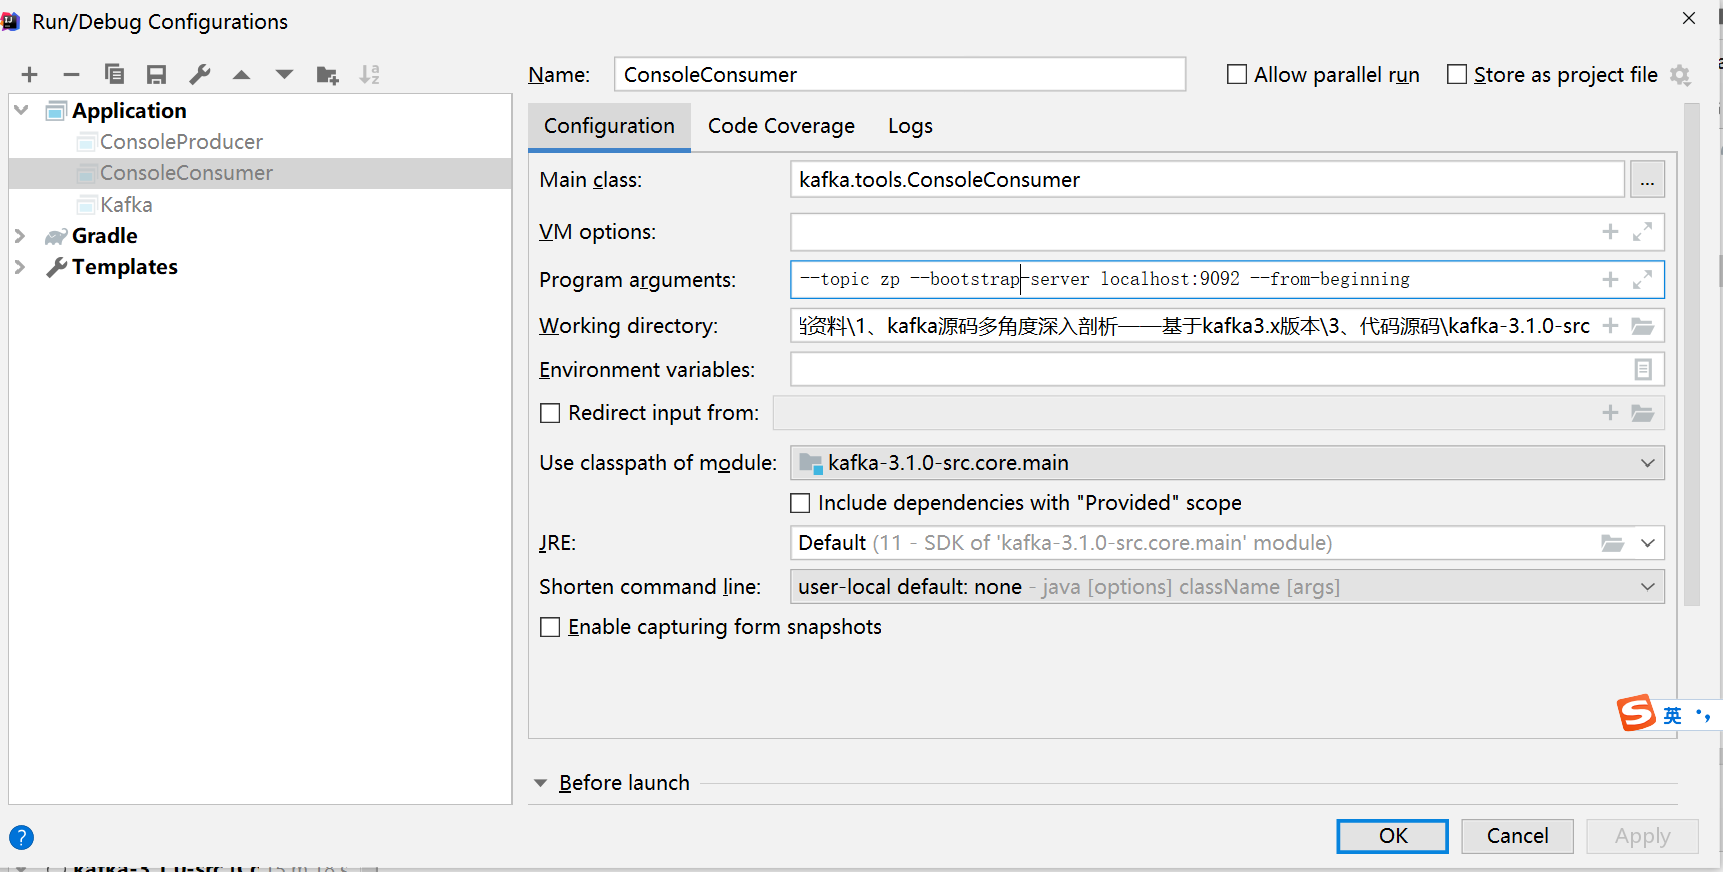 Run/Debug Configurations
Name: ConsoleConsumer
Allow parallel run
Store as project file
Application
ConsoleProducer
ConsoleConsumer
Kafka
Gradle
Templates
Configuration Code Coverage Logs
Main class: kafka.tools.ConsoleConsumer ...
VM options:
Program arguments: --topic zp --bootstrap-server localhost:9092 --from-beginning
Working directory: 资料\1、kafka源码多角度深入剖析——基于kafka3.x版本\3、代码源码\kafka-3.1.0-src
Environment variables:
Redirect input from:
Use classpath of module: kafka-3.1.0-src.core.main
Include dependencies with "Provided" scope
JRE: Default (11 - SDK of 'kafka-3.1.0-src.core.main' module)
Shorten command line: user-local default: none - java [options] className [args]
Enable capturing form snapshots
英
Before launch
?
OK Cancel Apply